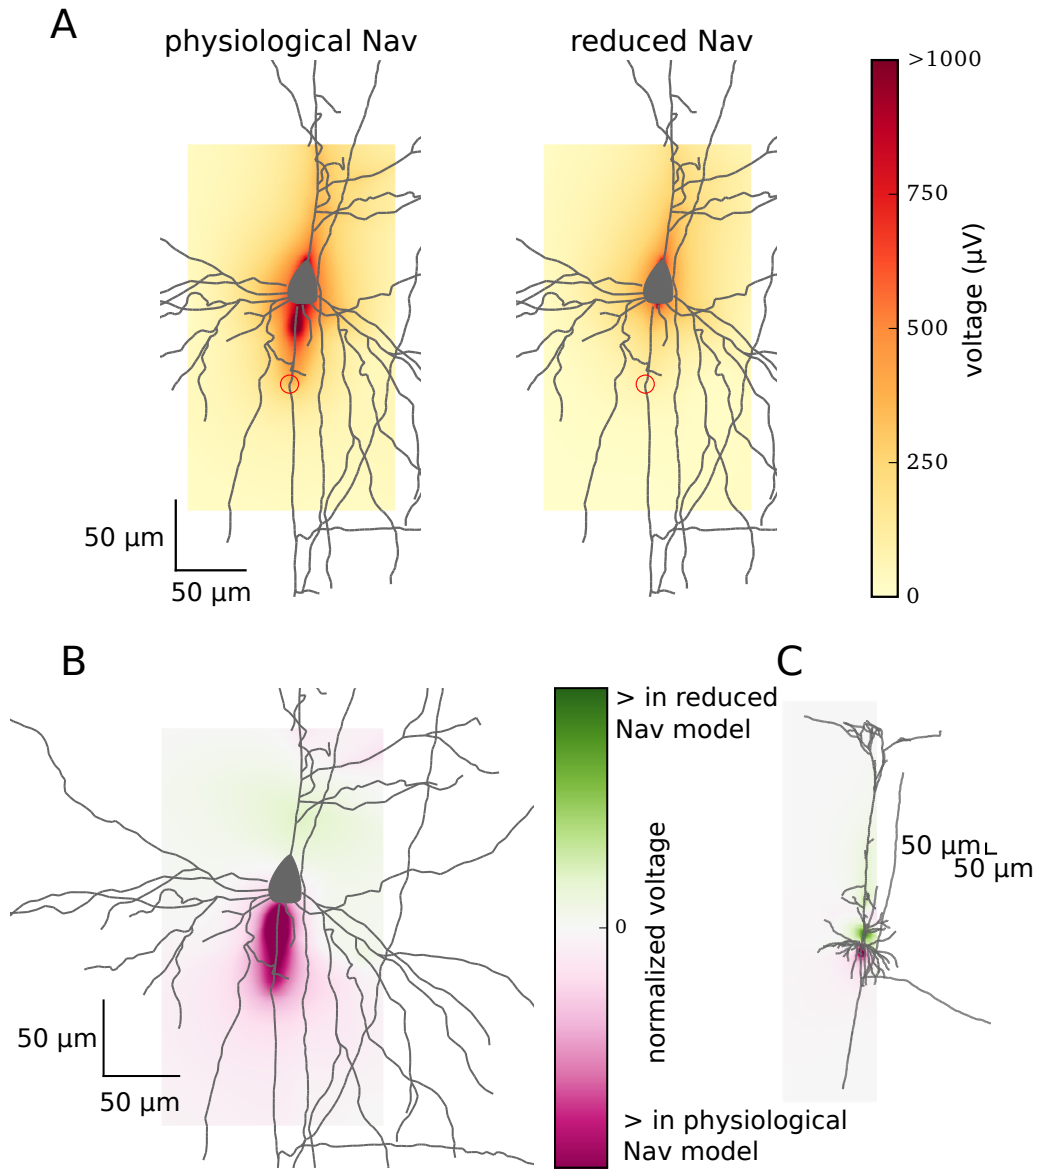 A
physiological Nav
reduced Nav
>1000
750
500
250
0
voltage (µV)
50 µm
50 µm
B
> in reduced
Nav model
0
normalized voltage
> in physiological
Nav model
50 µm
50 µm
C
50 µm
50 µm